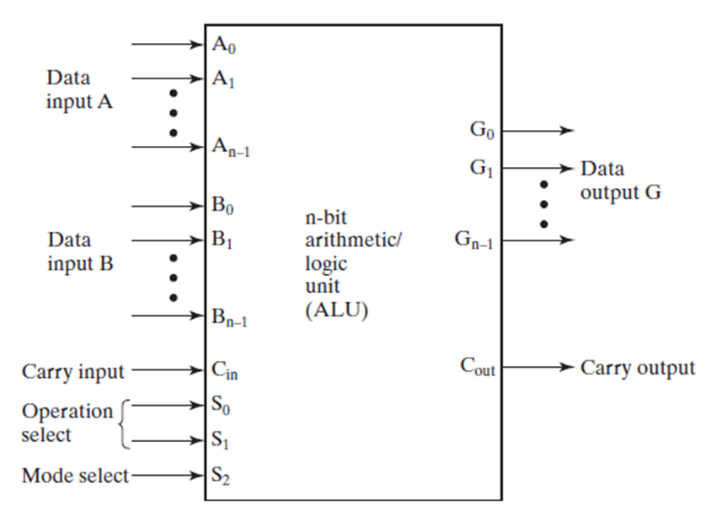 Data
input A
A0
A1
An–1
Data
input B
B0
B1
Bn–1
Carry input
Cin
Operation
select
S0
S1
Mode select
S2
n-bit
arithmetic/
logic
unit
(ALU)
G0
G1
Gn–1
Data
output G
Cout
Carry output